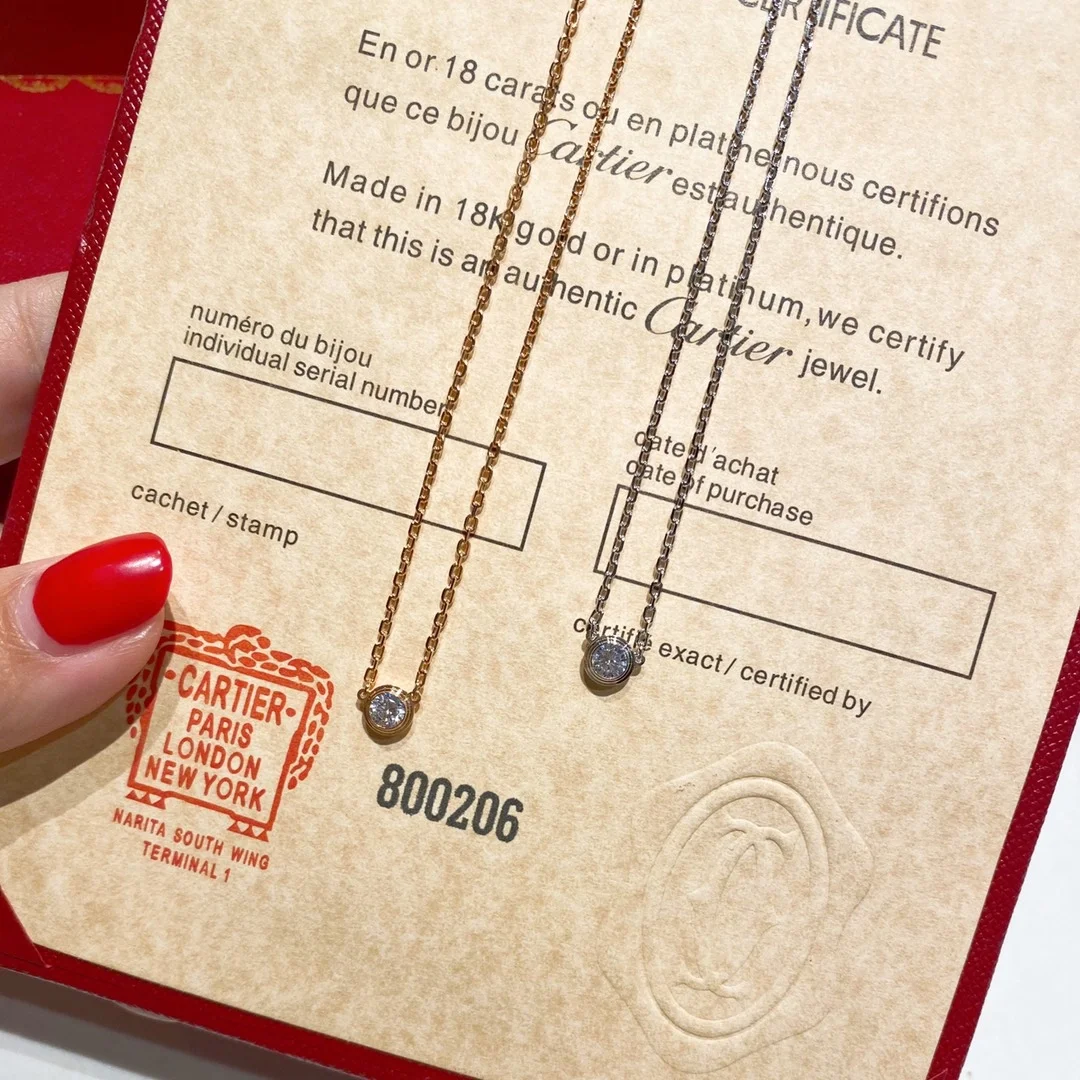 CERTIFICATE
En or 18 carats ou en platine, nous certifions
que ce bijou Cartier est authentique.
Made in 18K gold or in platinum, we certify
that this is an authentic Cartier jewel.
numéro du bijou
individual serial number
date d'achat
date of purchase
cachet / stamp
certifié exact / certified by
-CARTIER-
PARIS
LONDON
NEW YORK
NARITA SOUTH WING
TERMINAL 1
800206